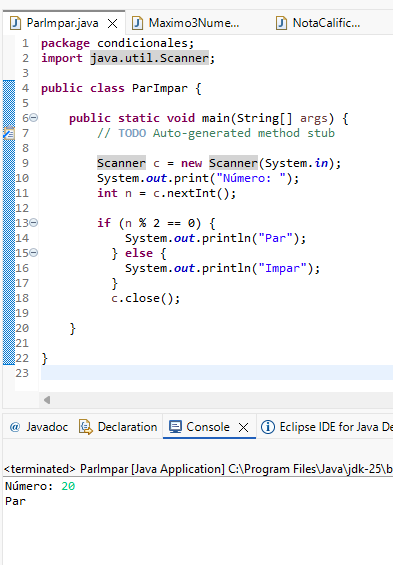 ParImpar.java
Maximo3Nume...
NotaCalific...
1 package condicionales;
2 import java.util.Scanner;
3
4 public class ParImpar {
5
6 public static void main(String[] args) {
7 // TODO Auto-generated method stub
8
9 Scanner c = new Scanner(System.in);
10 System.out.print("Número: ");
11 int n = c.nextInt();
12
13 if (n % 2 == 0) {
14 System.out.println("Par");
15 } else {
16 System.out.println("Impar");
17 }
18 c.close();
19
20 }
21
22 }
23
@ Javadoc Declaration Console Eclipse IDE for Java De
<terminated> ParImpar [Java Application] C:\Program Files\Java\jdk-25\b
Número: 20
Par